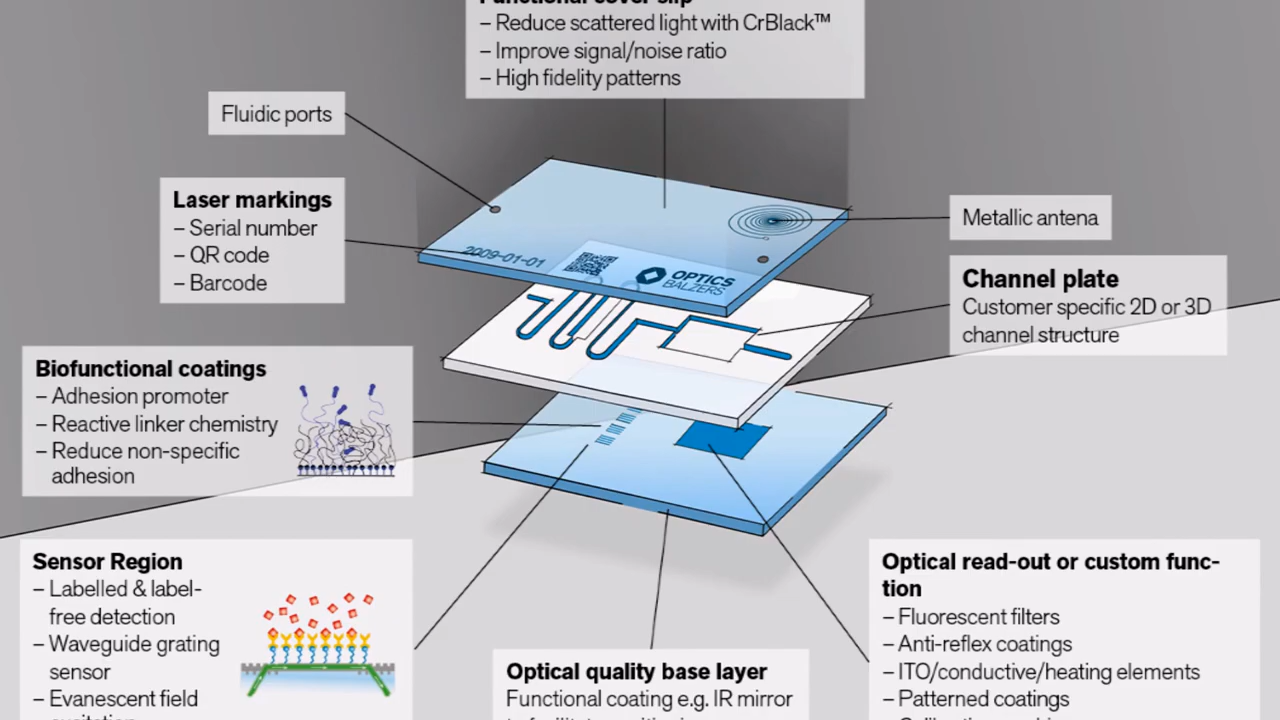 Functional cover slip
– Reduce scattered light with CrBlack™
– Improve signal/noise ratio
– High fidelity patterns
Fluidic ports
Laser markings
– Serial number
– QR code
– Barcode
Metallic antena
Channel plate
Customer specific 2D or 3D
channel structure
2009-01-01
OPTICS
BALZERS
Biofunctional coatings
– Adhesion promoter
– Reactive linker chemistry
– Reduce non-specific
adhesion
Sensor Region
– Labelled & label-
free detection
– Waveguide grating
sensor
– Evanescent field
Optical quality base layer
Functional coating e.g. IR mirror
Optical read-out or custom func-
tion
– Fluorescent filters
– Anti-reflex coatings
– ITO/conductive/heating elements
– Patterned coatings